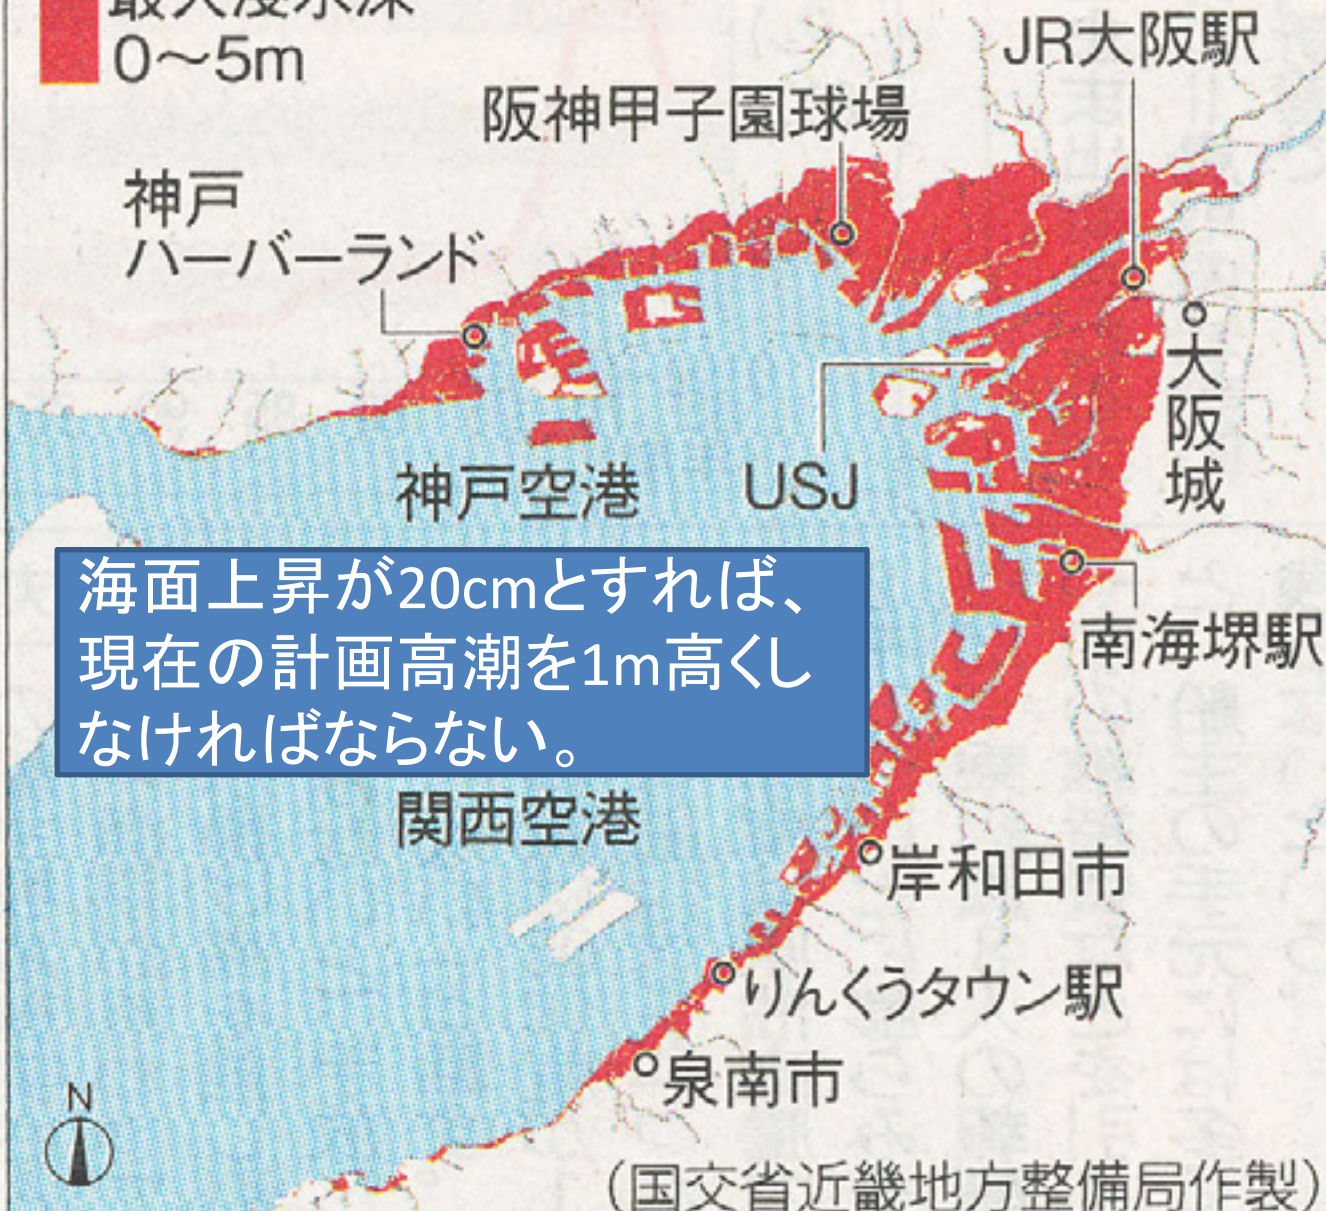 最大浸水深
0～5m
JR大阪駅
阪神甲子園球場
神戸
ハーバーランド
大阪城
神戸空港
USJ
海面上昇が20cmとすれば、
現在の計画高潮を1m高くし
なければならない。
南海堺駅
関西空港
岸和田市
りんくうタウン駅
泉南市
N
（国交省近畿地方整備局作製）